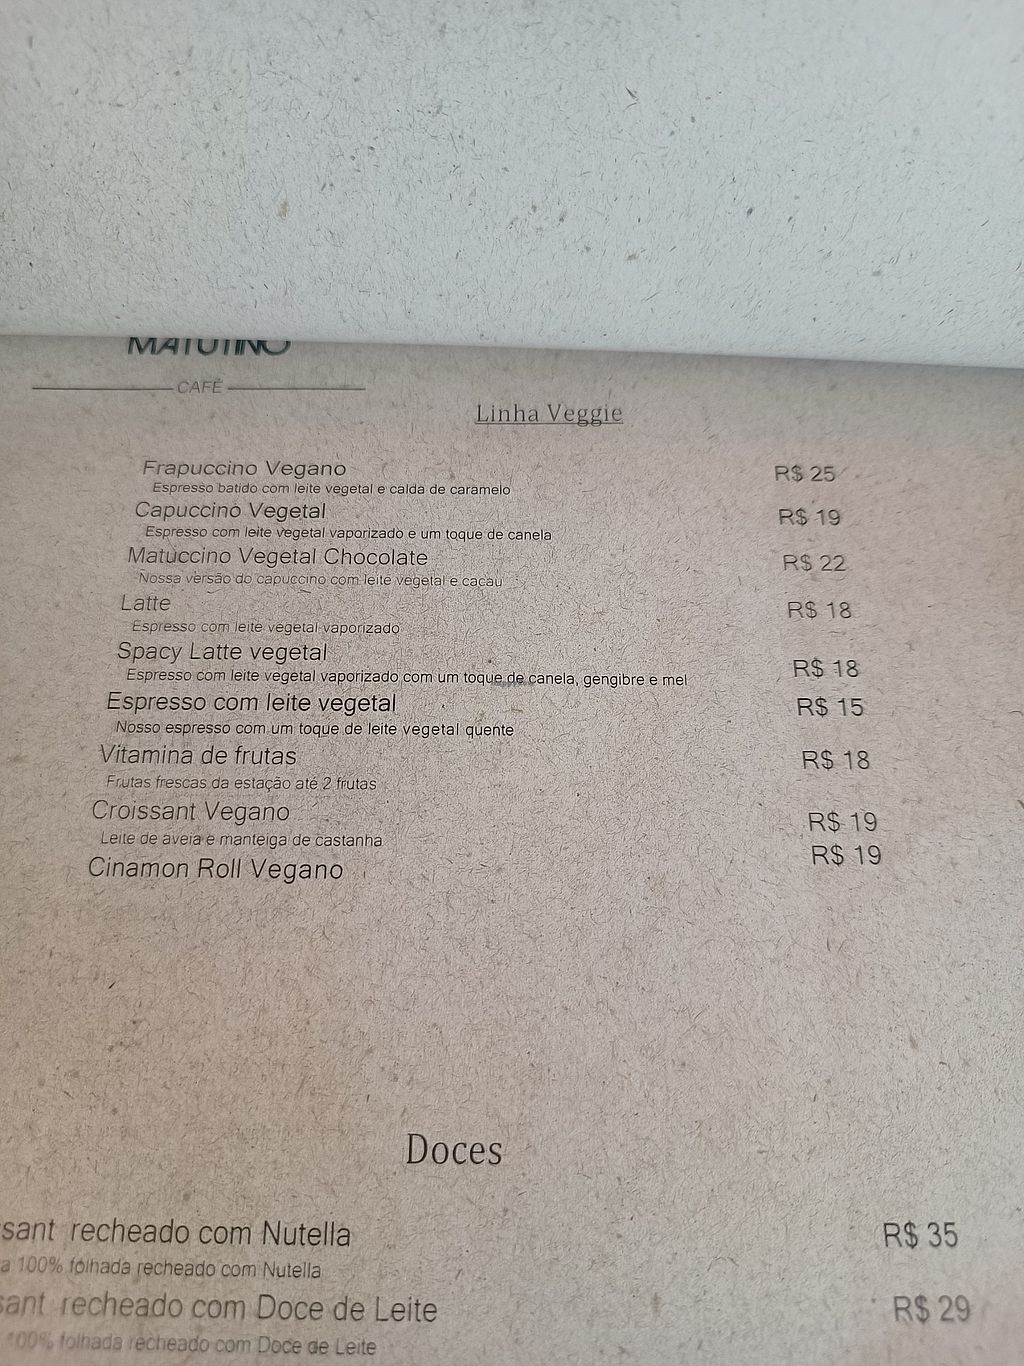 MATUTINO
CAFÉ
Linha Veggie
Frapuccino Vegano R$ 25
Espresso batido com leite vegetal e calda de caramelo
Capuccino Vegetal R$ 19
Espresso com leite vegetal vaporizado e um toque de canela
Matuccino Vegetal Chocolate R$ 22
Nossa versão do capuccino com leite vegetal e cacau
Latte R$ 18
Espresso com leite vegetal vaporizado
Spacy Latte vegetal R$ 18
Espresso com leite vegetal vaporizado com um toque de canela, gengibre e mel
Espresso com leite vegetal R$ 15
Nosso espresso com um toque de leite vegetal quente
Vitamina de frutas R$ 18
Frutas frescas da estação até 2 frutas
Croissant Vegano R$ 19
Leite de aveia e manteiga de castanha
Cinamon Roll Vegano R$ 19
Doces
ssant recheado com Nutella R$ 35
a 100% folhada recheado com Nutella
sant recheado com Doce de Leite R$ 29
100% folhada recheado com Doce de Leite